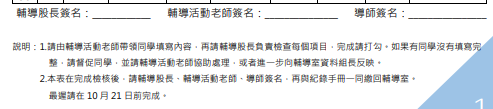 輔導股長簽名：____________ 輔導活動老師簽名：_______________ 導師簽名：________________
說明：1.請由輔導活動老師帶領同學填寫內容，再請輔導股長負責檢查每個項目，完成請打勾。如果有同學沒有填寫完
整，請督促同學，並請輔導活動老師協助處理，或者進一步向輔導室資料組長反映。
2.本表在完成檢核後，請輔導股長、輔導活動老師、導師簽名，再與紀錄手冊一同繳回輔導室。
最遲請在 10 月 21 日前完成。
1